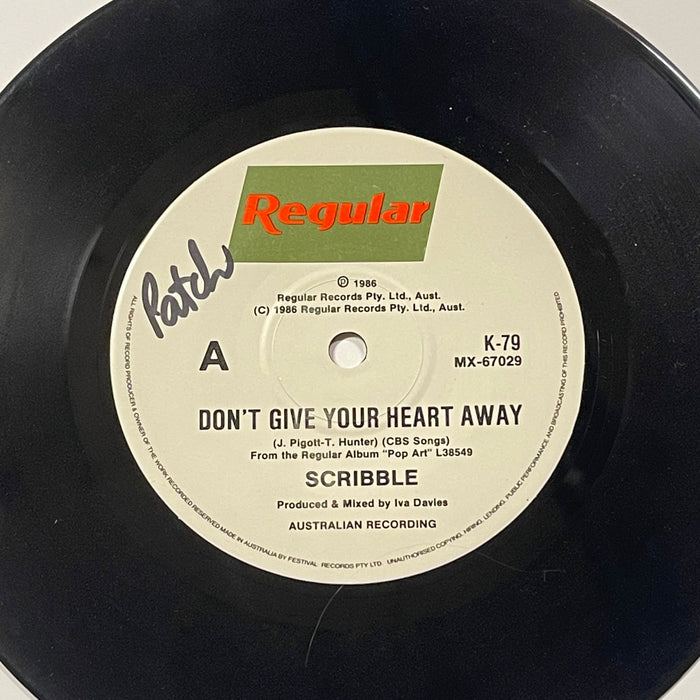 Regular
Patch
℗ 1986
Regular Records Pty. Ltd., Aust.
(C) 1986 Regular Records Pty. Ltd., Aust.
A
K-79
MX-67029
DON'T GIVE YOUR HEART AWAY
(J. Pigott-T. Hunter) (CBS Songs)
From the Regular Album "Pop Art" L38549
SCRIBBLE
Produced & Mixed by Iva Davies
AUSTRALIAN RECORDING
ALL RIGHTS OF RECORD PRODUCER & OWNER OF THE WORK RECORDED RESERVED MADE IN AUSTRALIA BY FESTIVAL RECORDS PTY LTD UNAUTHORISED COPYING, HIRING, LENDING, PUBLIC PERFORMANCE AND BROADCASTING OF THIS RECORD PROHIBITED